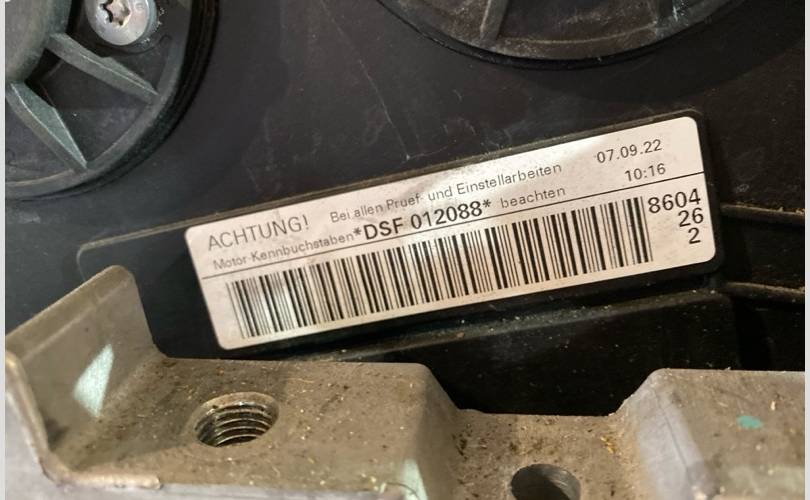 ACHTUNG! Bei allen Pruef- und Einstellarbeiten 07.09.22
Motor-Kennbuchstaben *DSF 012088* beachten 10:16
8604
26
2